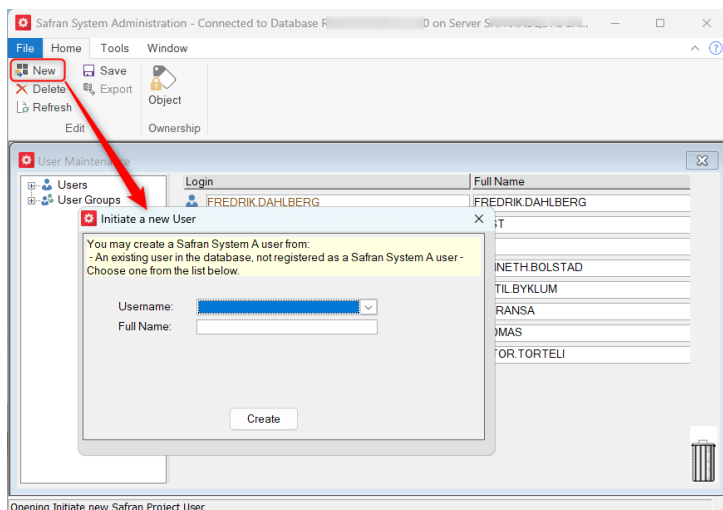 Safran System Administration - Connected to Database 0 on Server
File Home Tools Window
New Save
Delete Export
Refresh
Object
Edit Ownership
User Maintenance
Users
User Groups
Login Full Name
FREDRIK.DAHLBERG FREDRIK.DAHLBERG
Initiate a new User
You may create a Safran System A user from:
- An existing user in the database, not registered as a Safran System A user -
Choose one from the list below.
Username:
Full Name:
Create
Opening Initiate new Safran Project User